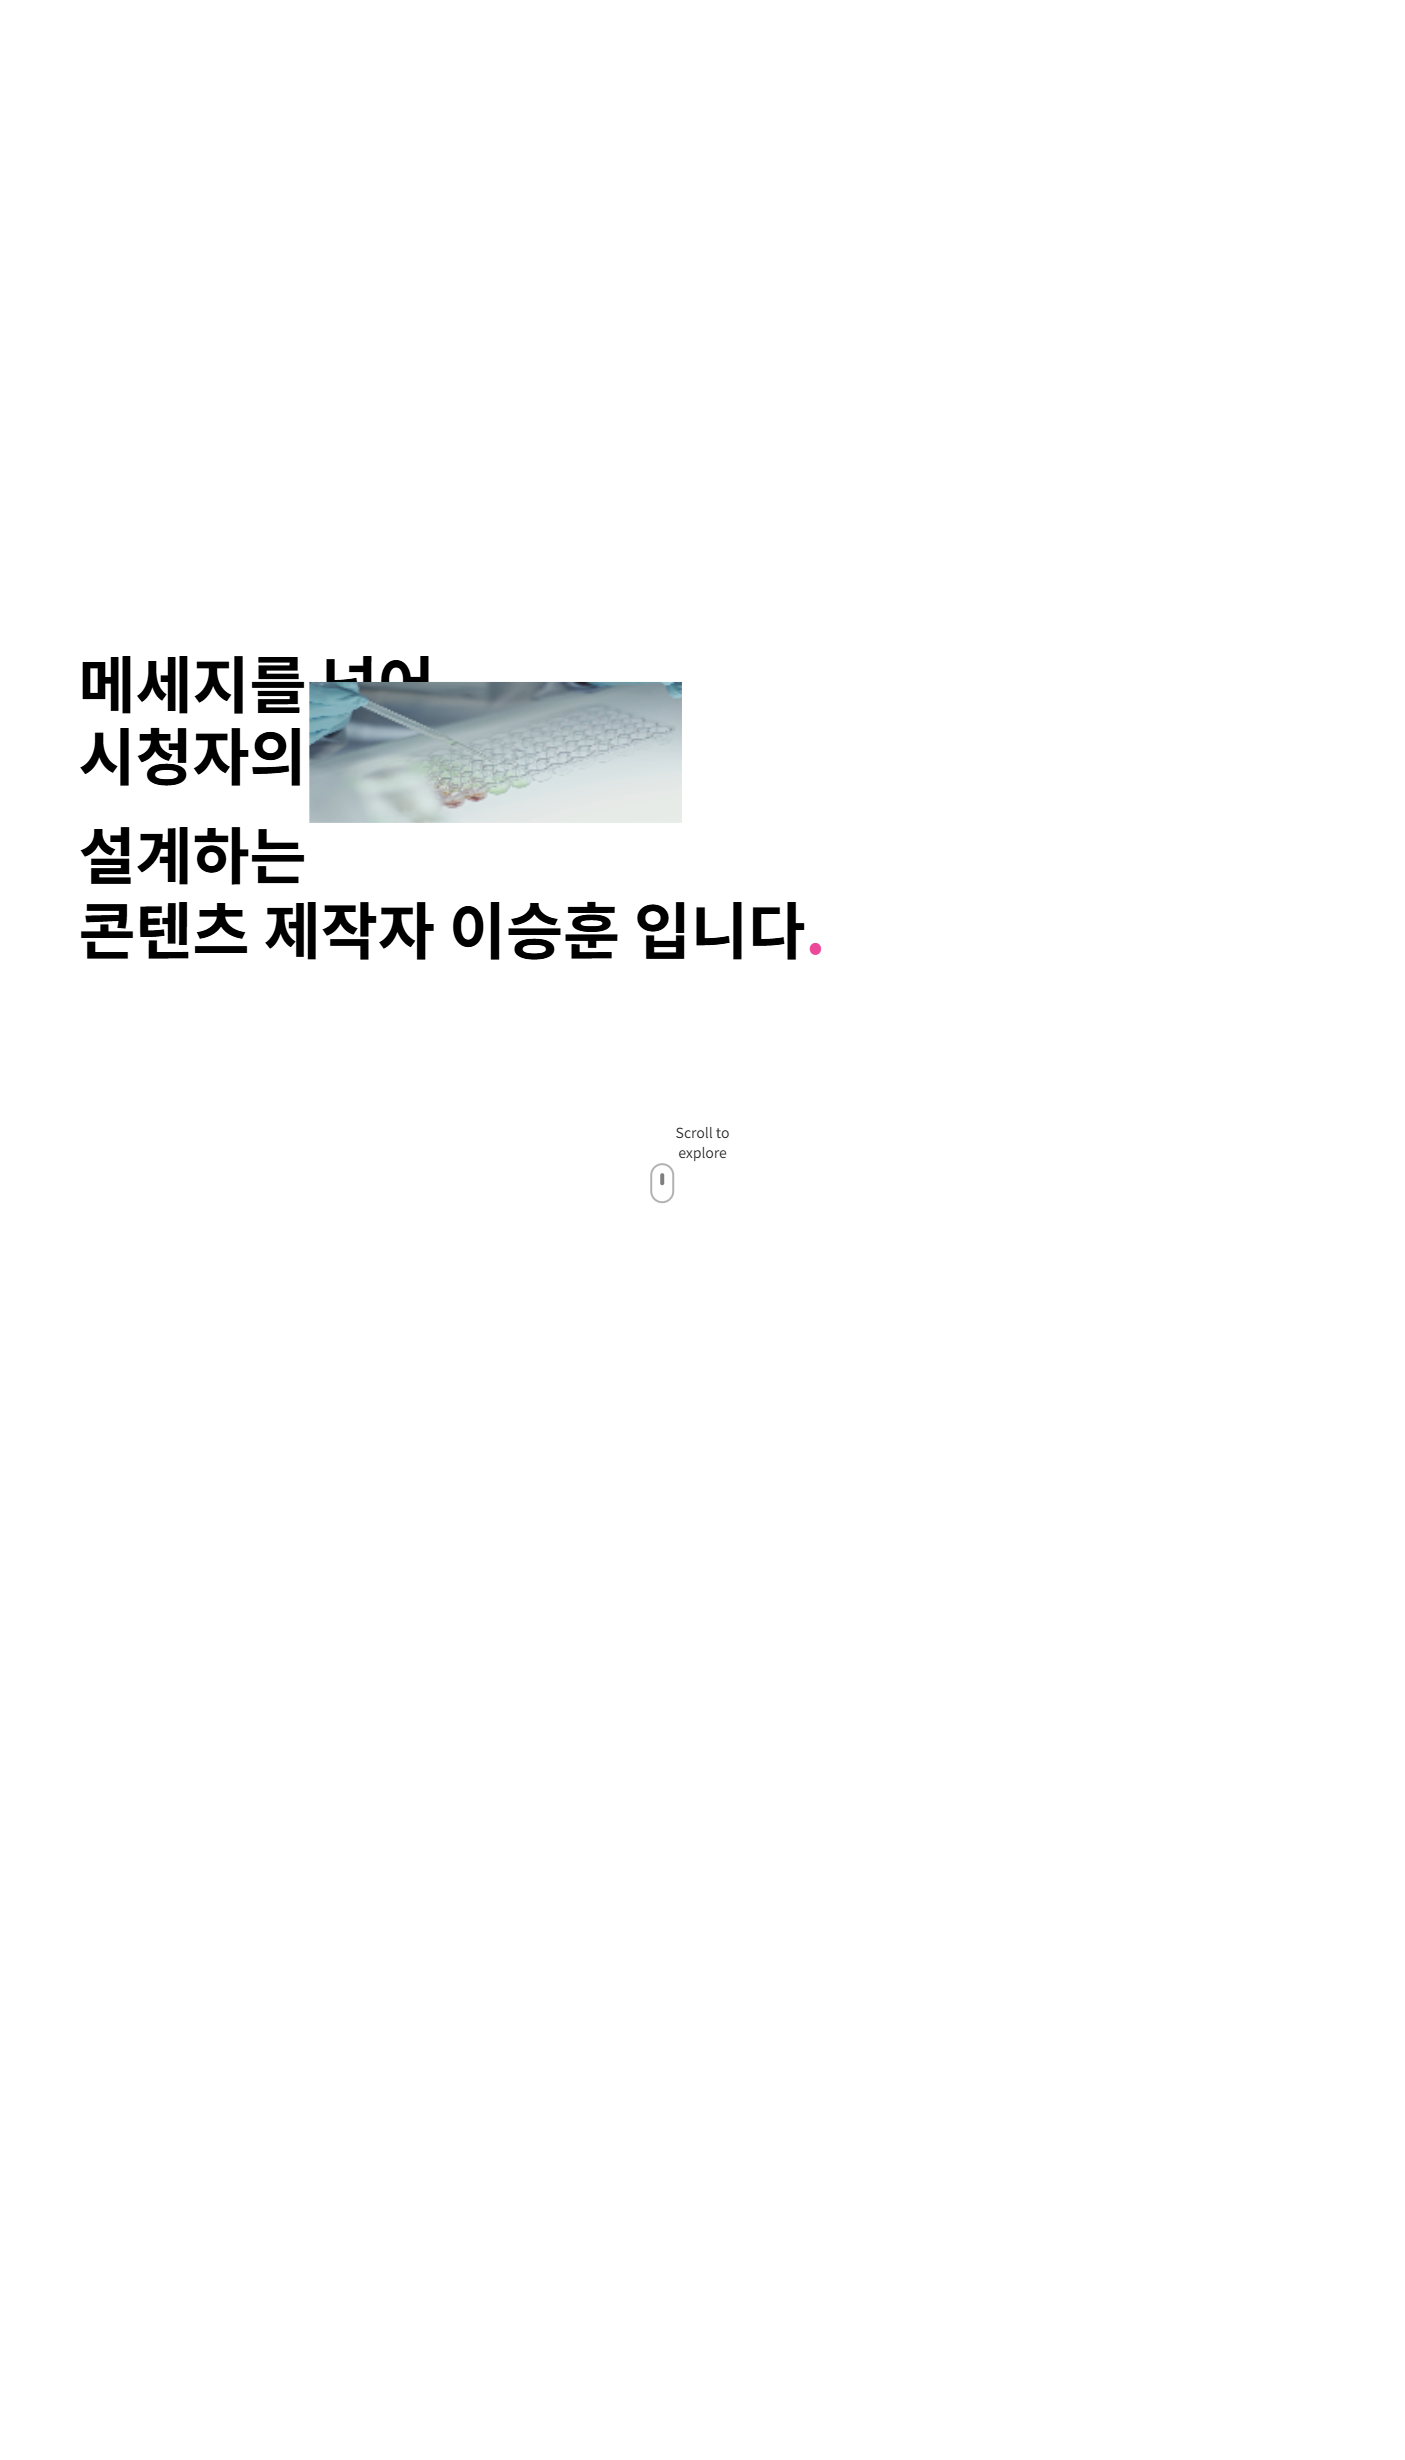 메세지를 넘어
시청자의
설계하는
콘텐츠 제작자 이승훈 입니다.
Scroll to
explore